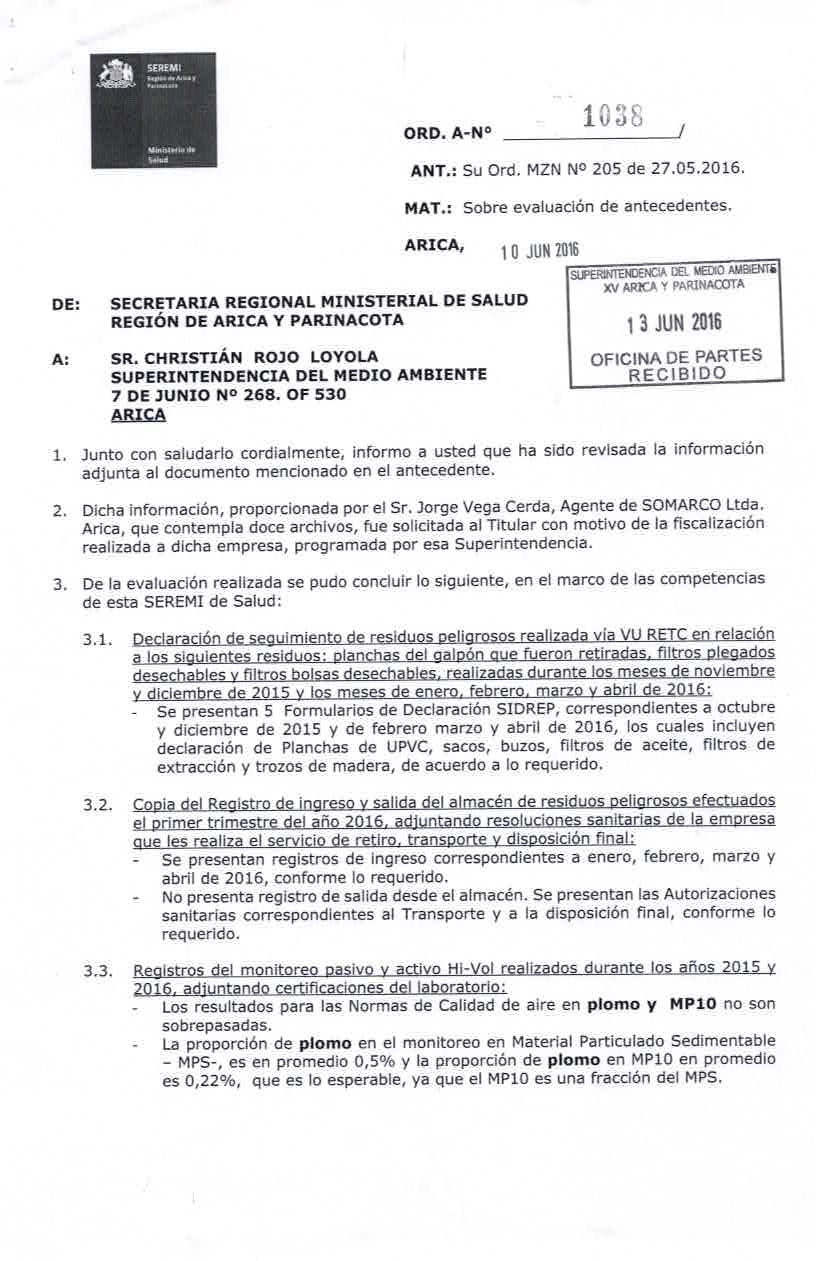 SEREMI
Región de Arica y
Parinacota
Ministerio de
Salud
ORD. A-Nº 1038 /
ANT.: Su Ord. MZN Nº 205 de 27.05.2016.
MAT.: Sobre evaluación de antecedentes.
ARICA, 10 JUN 2016
SUPERINTENDENCIA DEL MEDIO AMBIENTE
XV ARICA Y PARINACOTA
13 JUN 2016
OFICINA DE PARTES
RECIBIDO
DE: SECRETARIA REGIONAL MINISTERIAL DE SALUD
REGIÓN DE ARICA Y PARINACOTA
A: SR. CHRISTIÁN ROJO LOYOLA
SUPERINTENDENCIA DEL MEDIO AMBIENTE
7 DE JUNIO Nº 268. OF 530
ARICA
1. Junto con saludarlo cordialmente, informo a usted que ha sido revisada la información
adjunta al documento mencionado en el antecedente.
2. Dicha información, proporcionada por el Sr. Jorge Vega Cerda, Agente de SOMARCO Ltda.
Arica, que contempla doce archivos, fue solicitada al Titular con motivo de la fiscalización
realizada a dicha empresa, programada por esa Superintendencia.
3. De la evaluación realizada se pudo concluir lo siguiente, en el marco de las competencias
de esta SEREMI de Salud:
3.1. Declaración de seguimiento de residuos peligrosos realizada vía VU RETC en relación
a los siguientes residuos: planchas del galpón que fueron retiradas, filtros plegados
desechables y filtros bolsas desechables, realizadas durante los meses de noviembre
y diciembre de 2015 y los meses de enero, febrero, marzo y abril de 2016:
- Se presentan 5 Formularios de Declaración SIDREP, correspondientes a octubre
y diciembre de 2015 y de febrero marzo y abril de 2016, los cuales incluyen
declaración de Planchas de UPVC, sacos, buzos, filtros de aceite, filtros de
extracción y trozos de madera, de acuerdo a lo requerido.
3.2. Copia del Registro de ingreso y salida del almacén de residuos peligrosos efectuados
el primer trimestre del año 2016, adjuntando resoluciones sanitarias de la empresa
que les realiza el servicio de retiro, transporte y disposición final:
- Se presentan registros de ingreso correspondientes a enero, febrero, marzo y
abril de 2016, conforme lo requerido.
- No presenta registro de salida desde el almacén. Se presentan las Autorizaciones
sanitarias correspondientes al Transporte y a la disposición final, conforme lo
requerido.
3.3. Registros del monitoreo pasivo y activo Hi-Vol realizados durante los años 2015 y
2016, adjuntando certificaciones del laboratorio:
- Los resultados para las Normas de Calidad de aire en plomo y MP10 no son
sobrepasadas.
- La proporción de plomo en el monitoreo en Material Particulado Sedimentable
– MPS-, es en promedio 0,5% y la proporción de plomo en MP10 en promedio
es 0,22%, que es lo esperable, ya que el MP10 es una fracción del MPS.